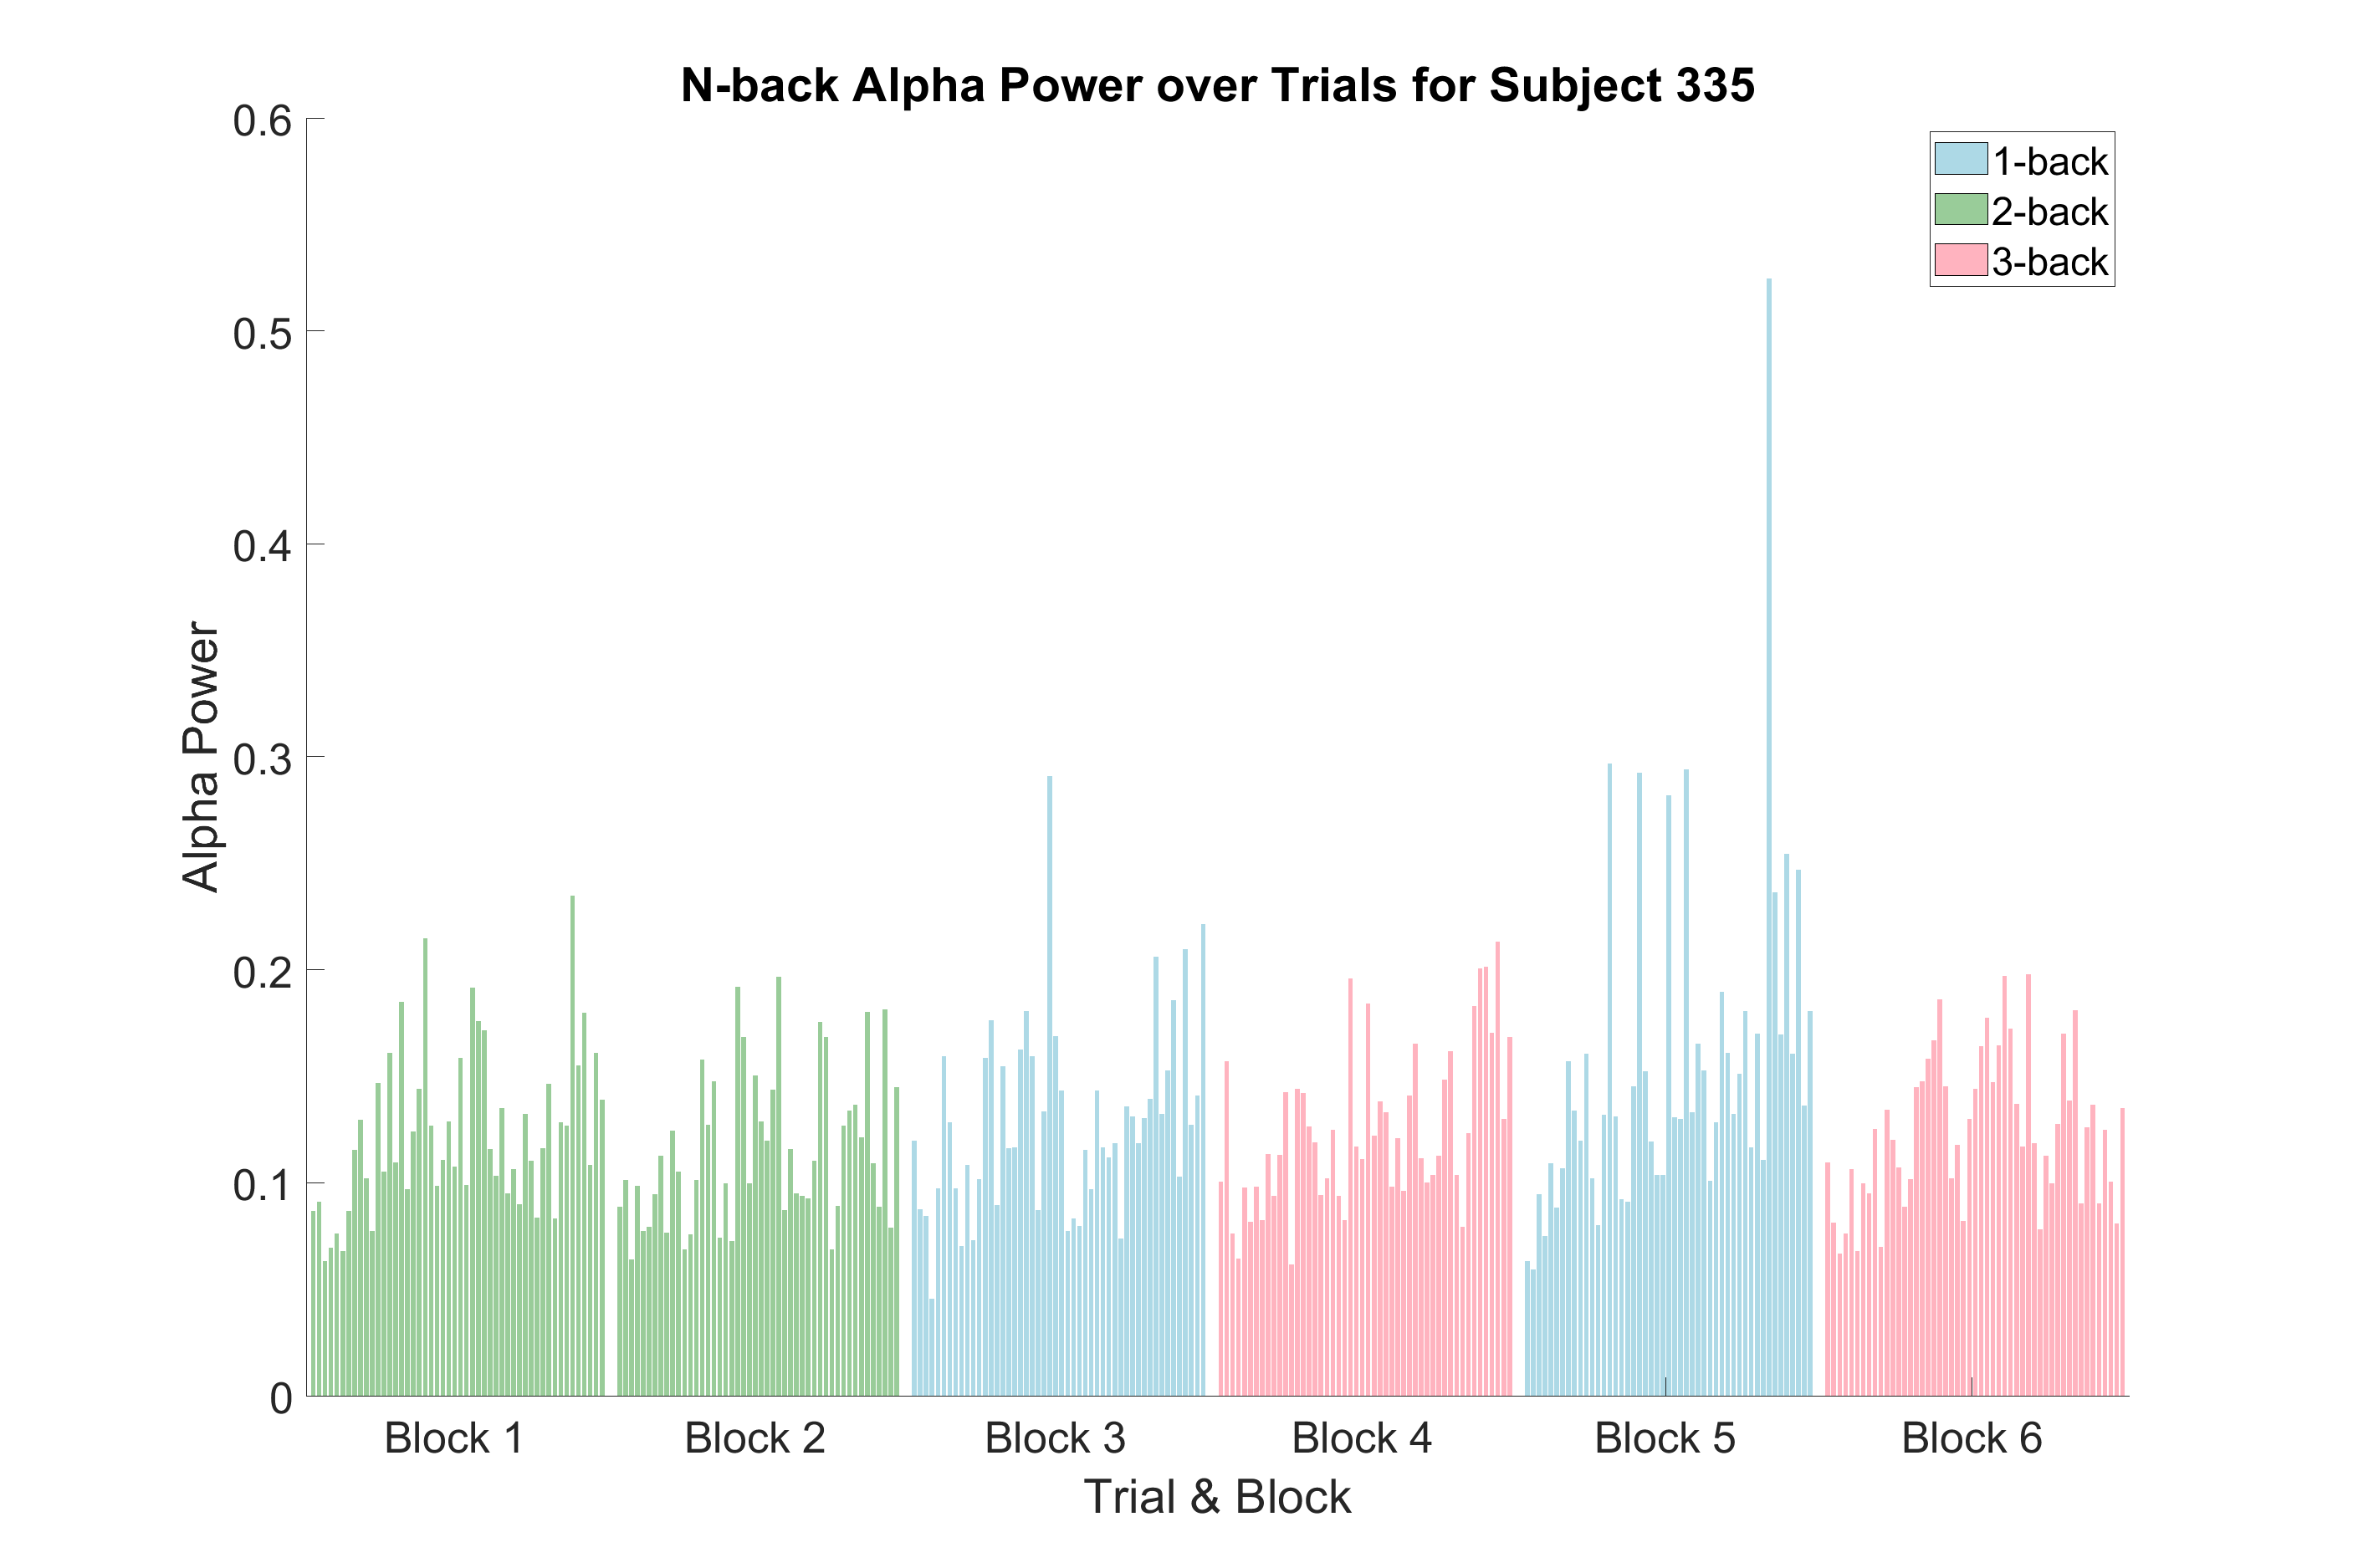 N-back Alpha Power over Trials for Subject 335
1-back
2-back
3-back
0.6
0.5
0.4
0.3
0.2
0.1
0
Alpha Power
Block 1
Block 2
Block 3
Block 4
Block 5
Block 6
Trial & Block